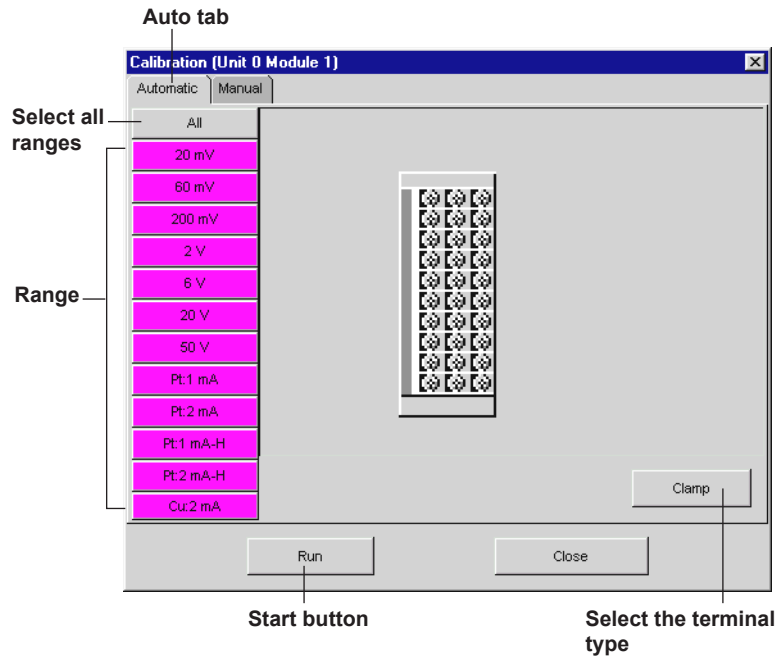 Auto tab
Calibration (Unit 0 Module 1)
Automatic
Manual
Select all
ranges
All
20 mV
60 mV
200 mV
2 V
6 V
20 V
50 V
Pt:1 mA
Pt:2 mA
Pt:1 mA-H
Pt:2 mA-H
Cu:2 mA
Range
Clamp
Run
Close
Start button
Select the terminal
type